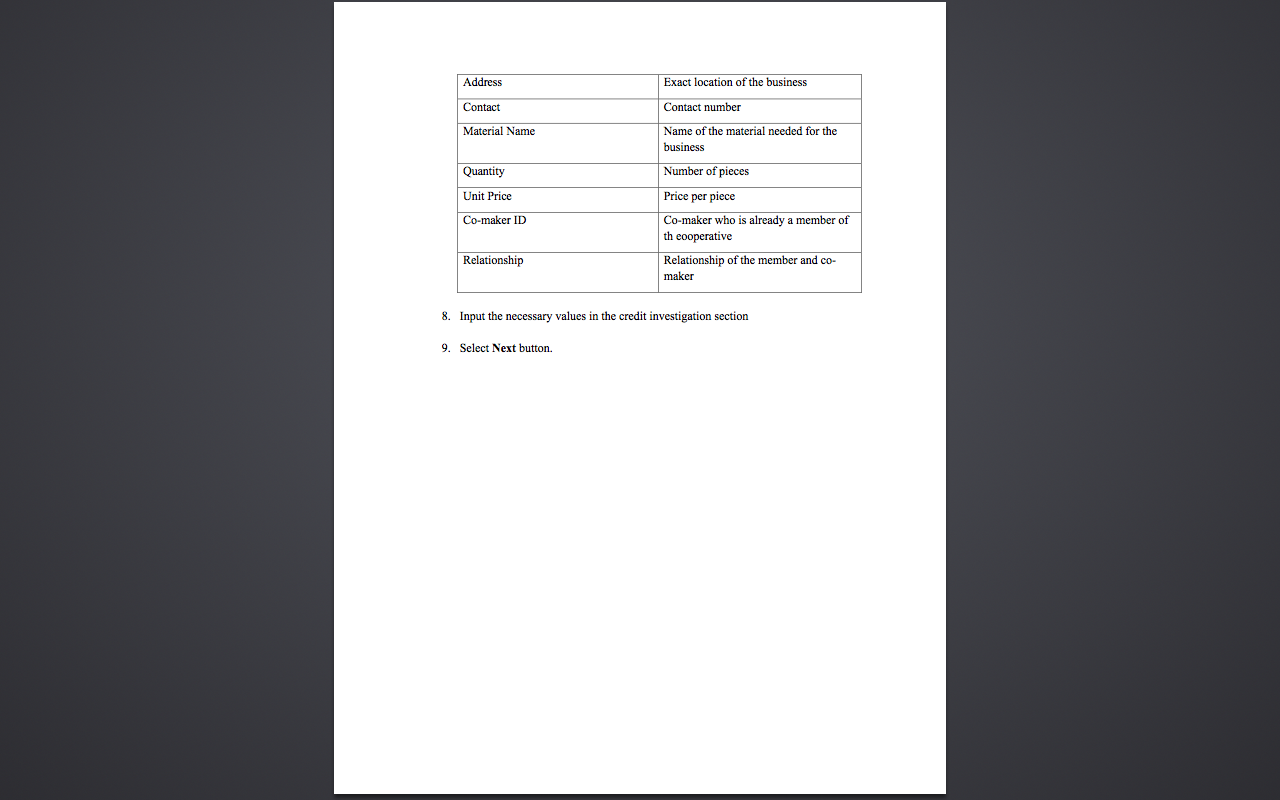 Address Exact location of the business
Contact Contact number
Material Name Name of the material needed for the
business
Quantity Number of pieces
Unit Price Price per piece
Co-maker ID Co-maker who is already a member of
th eooperative
Relationship Relationship of the member and co-
maker
8. Input the necessary values in the credit investigation section
9. Select Next button.